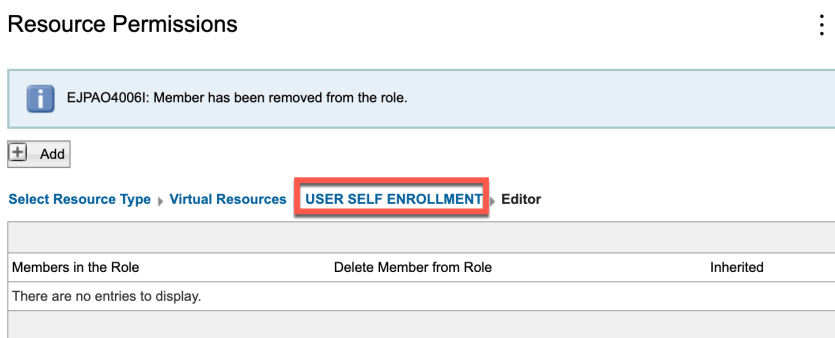 Resource Permissions
EJPAO4006I: Member has been removed from the role.
Add
Select Resource Type Virtual Resources USER SELF ENROLLMENT Editor
Members in the Role Delete Member from Role Inherited
There are no entries to display.